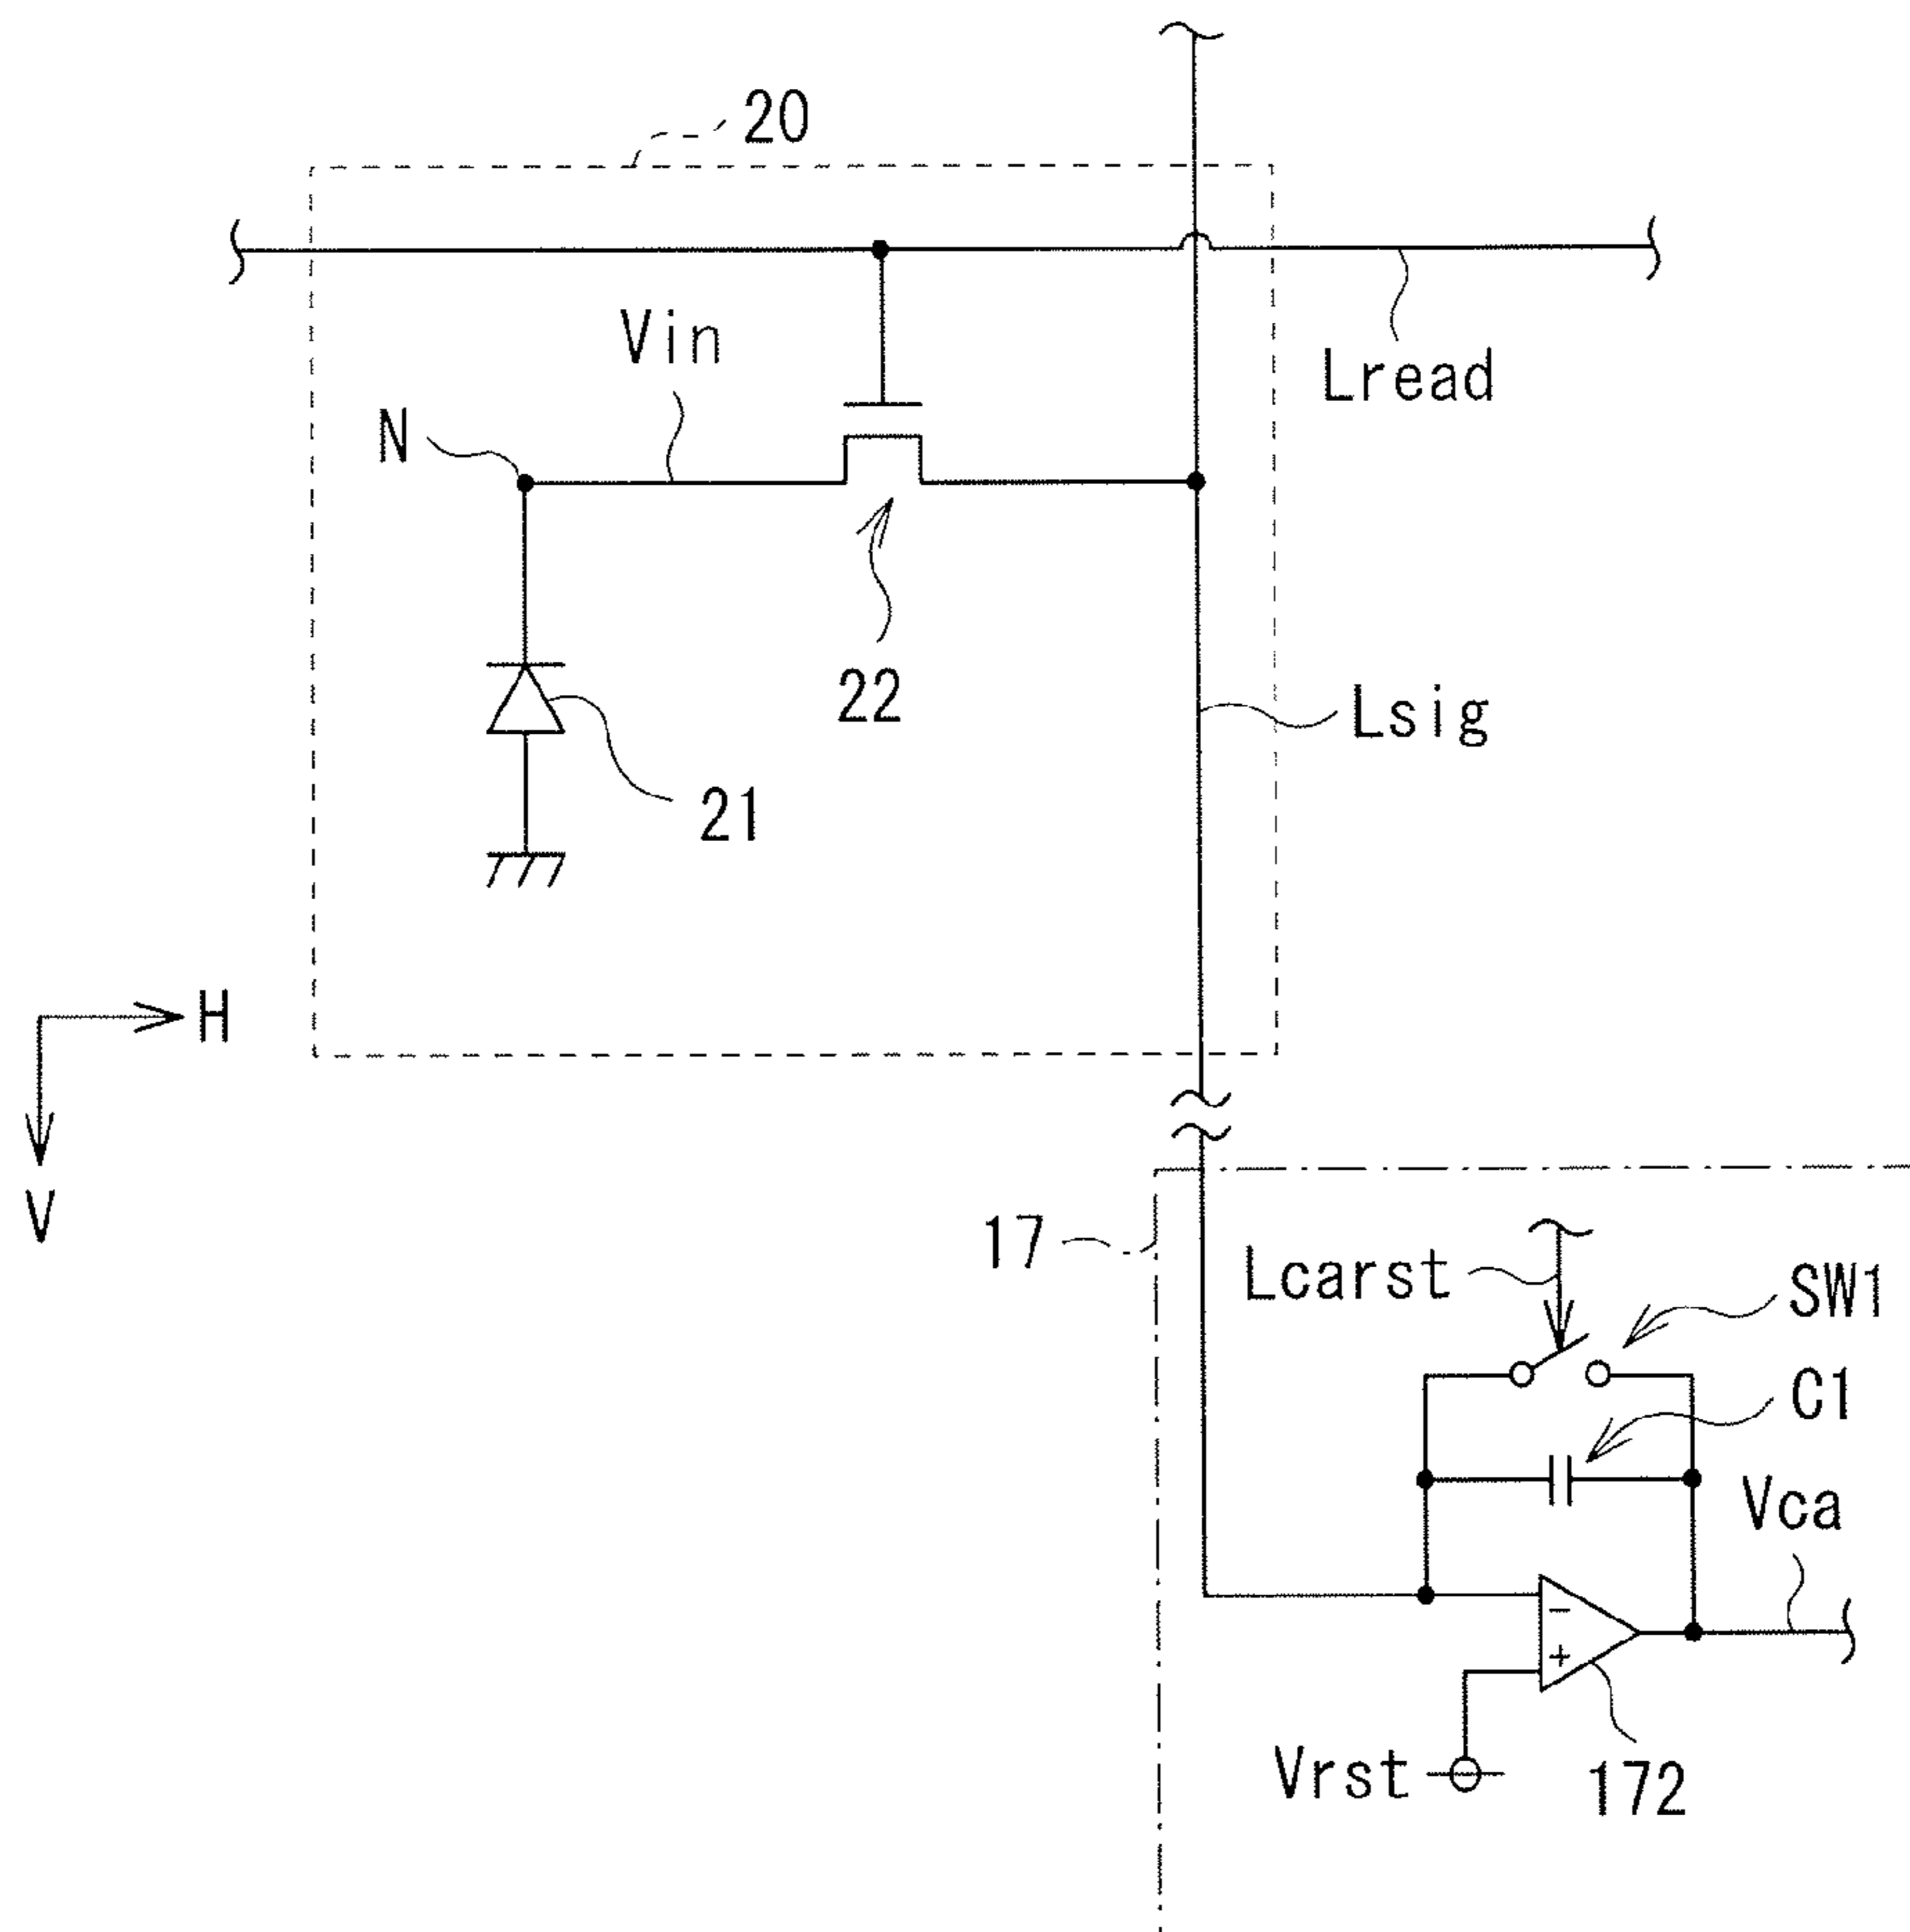 20
Vin
Lread
N
22
Lsig
21
H
V
17
Lcarst
SW1
C1
Vca
−
+
Vrst
172